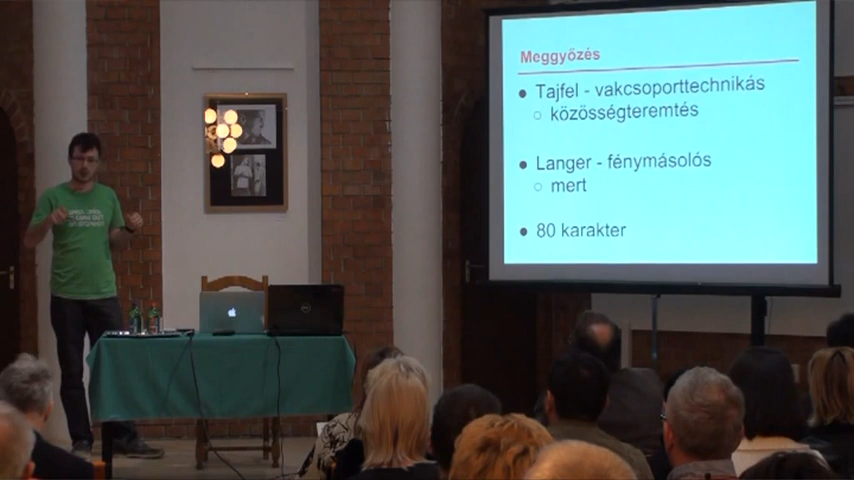 Meggyőzés
● Tajfel - vakcsoporttechnikás
○ közösségteremtés
● Langer - fénymásolós
○ mert
● 80 karakter